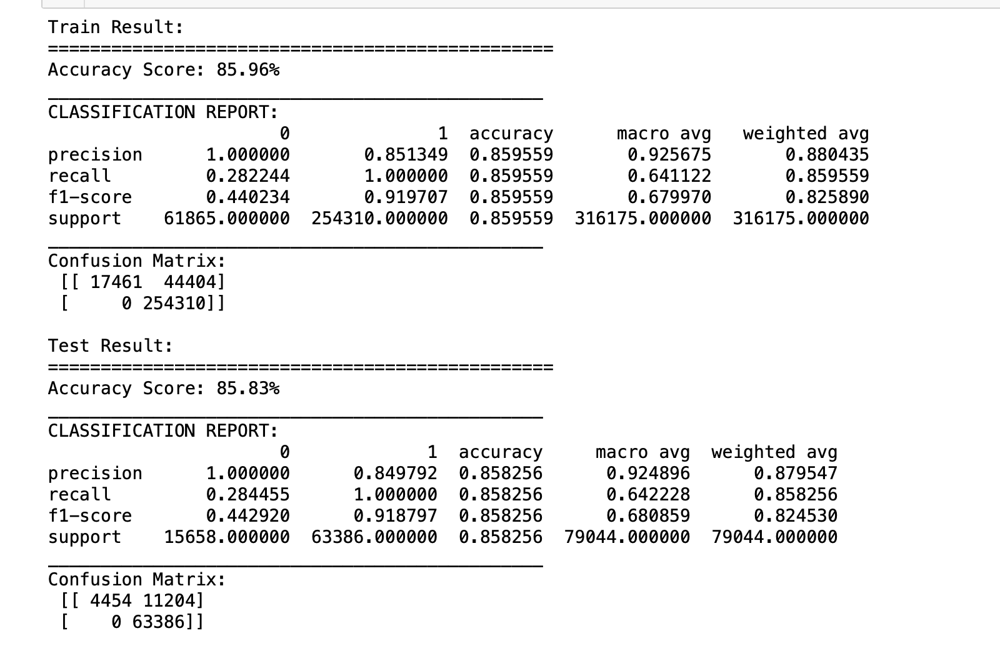 Train Result:
================================================
Accuracy Score: 85.96%
_______________________________________________
CLASSIFICATION REPORT:
                      0              1  accuracy      macro avg   weighted avg
precision      1.000000       0.851349  0.859559       0.925675       0.880435
recall         0.282244       1.000000  0.859559       0.641122       0.859559
f1-score       0.440234       0.919707  0.859559       0.679970       0.825890
support    61865.000000  254310.000000  0.859559  316175.000000  316175.000000
_______________________________________________
Confusion Matrix:
 [[ 17461  44404]
 [     0 254310]]

Test Result:
================================================
Accuracy Score: 85.83%
_______________________________________________
CLASSIFICATION REPORT:
                      0             1  accuracy     macro avg  weighted avg
precision      1.000000      0.849792  0.858256      0.924896      0.879547
recall         0.284455      1.000000  0.858256      0.642228      0.858256
f1-score       0.442920      0.918797  0.858256      0.680859      0.824530
support    15658.000000  63386.000000  0.858256  79044.000000  79044.000000
_______________________________________________
Confusion Matrix:
 [[ 4454 11204]
 [    0 63386]]